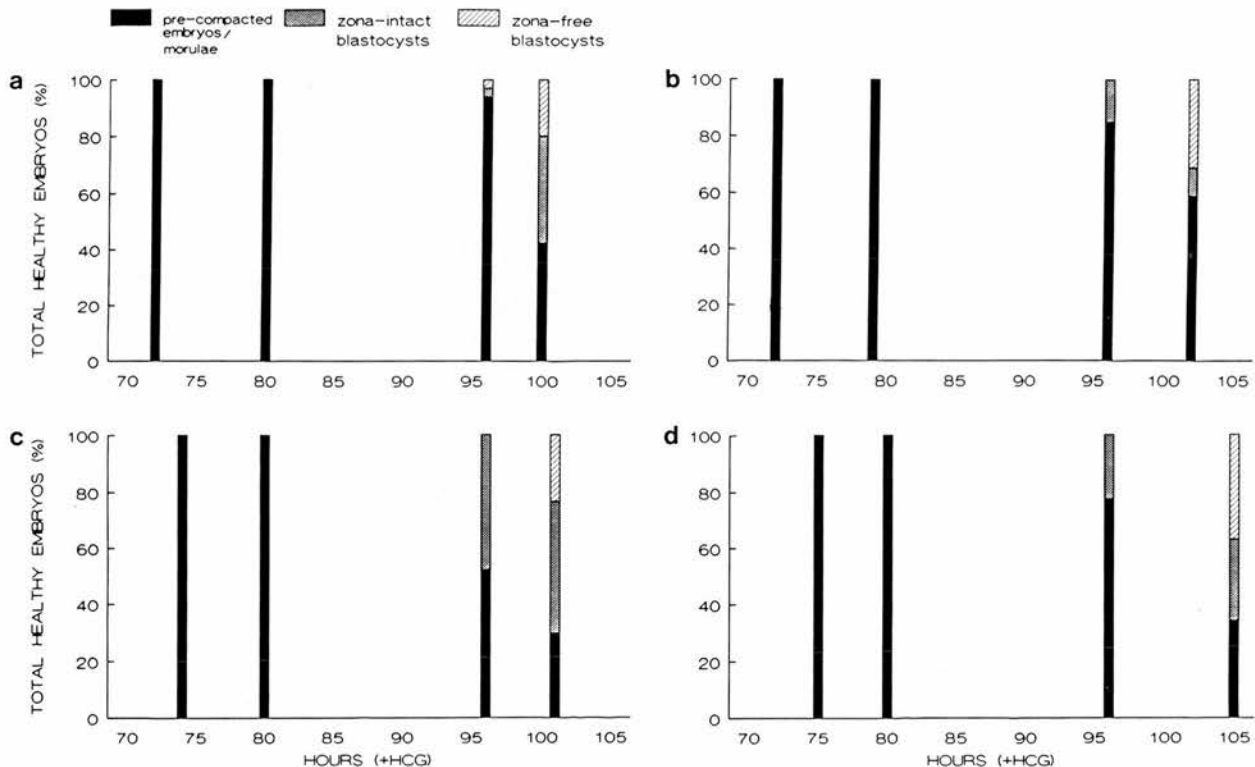 pre-compacted embryos/ morulae
zona-intact blastocysts
zona-free blastocysts
a
TOTAL HEALTHY EMBRYOS (%)
100
80
60
40
20
0
70 75 80 85 90 95 100 105
b
100
80
60
40
20
0
70 75 80 85 90 95 100 105
c
TOTAL HEALTHY EMBRYOS (%)
100
80
60
40
20
0
70 75 80 85 90 95 100 105
HOURS (+HCG)
d
100
80
60
40
20
0
70 75 80 85 90 95 100 105
HOURS (+HCG)